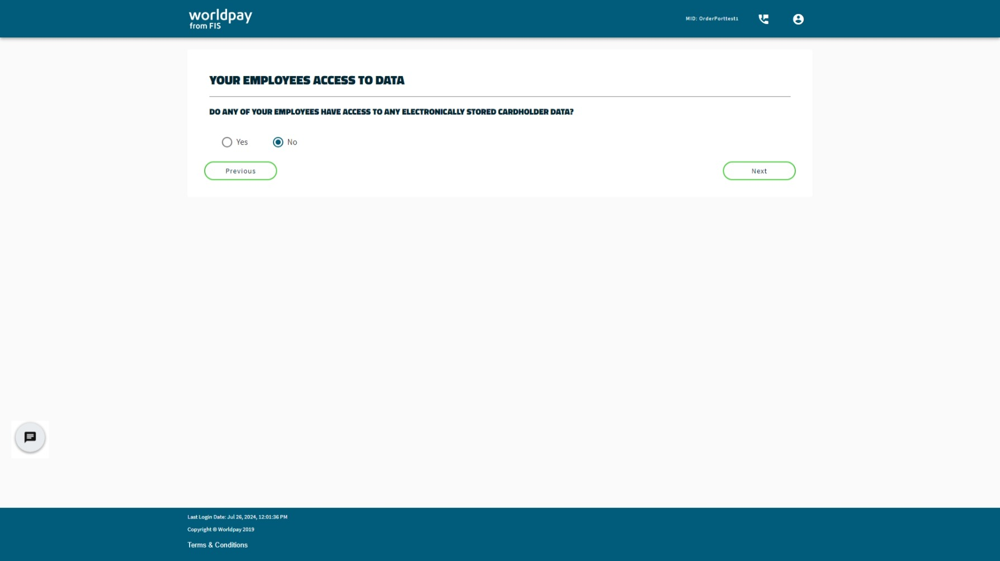 worldpay
from FIS
MID: OrderPorttest1
YOUR EMPLOYEES ACCESS TO DATA
DO ANY OF YOUR EMPLOYEES HAVE ACCESS TO ANY ELECTRONICALLY STORED CARDHOLDER DATA?
Yes No
Previous Next
Last Login Date: Jul 26, 2024, 12:01:36 PM
Copyright © Worldpay 2019
Terms & Conditions